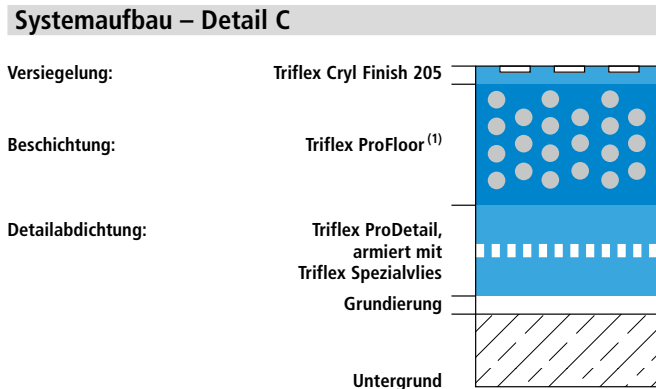 Systemaufbau – Detail C
Versiegelung: Triflex Cryl Finish 205
Beschichtung: Triflex ProFloor (1)
Detailabdichtung: Triflex ProDetail,
armiert mit
Triflex Spezialvlies
Grundierung
Untergrund